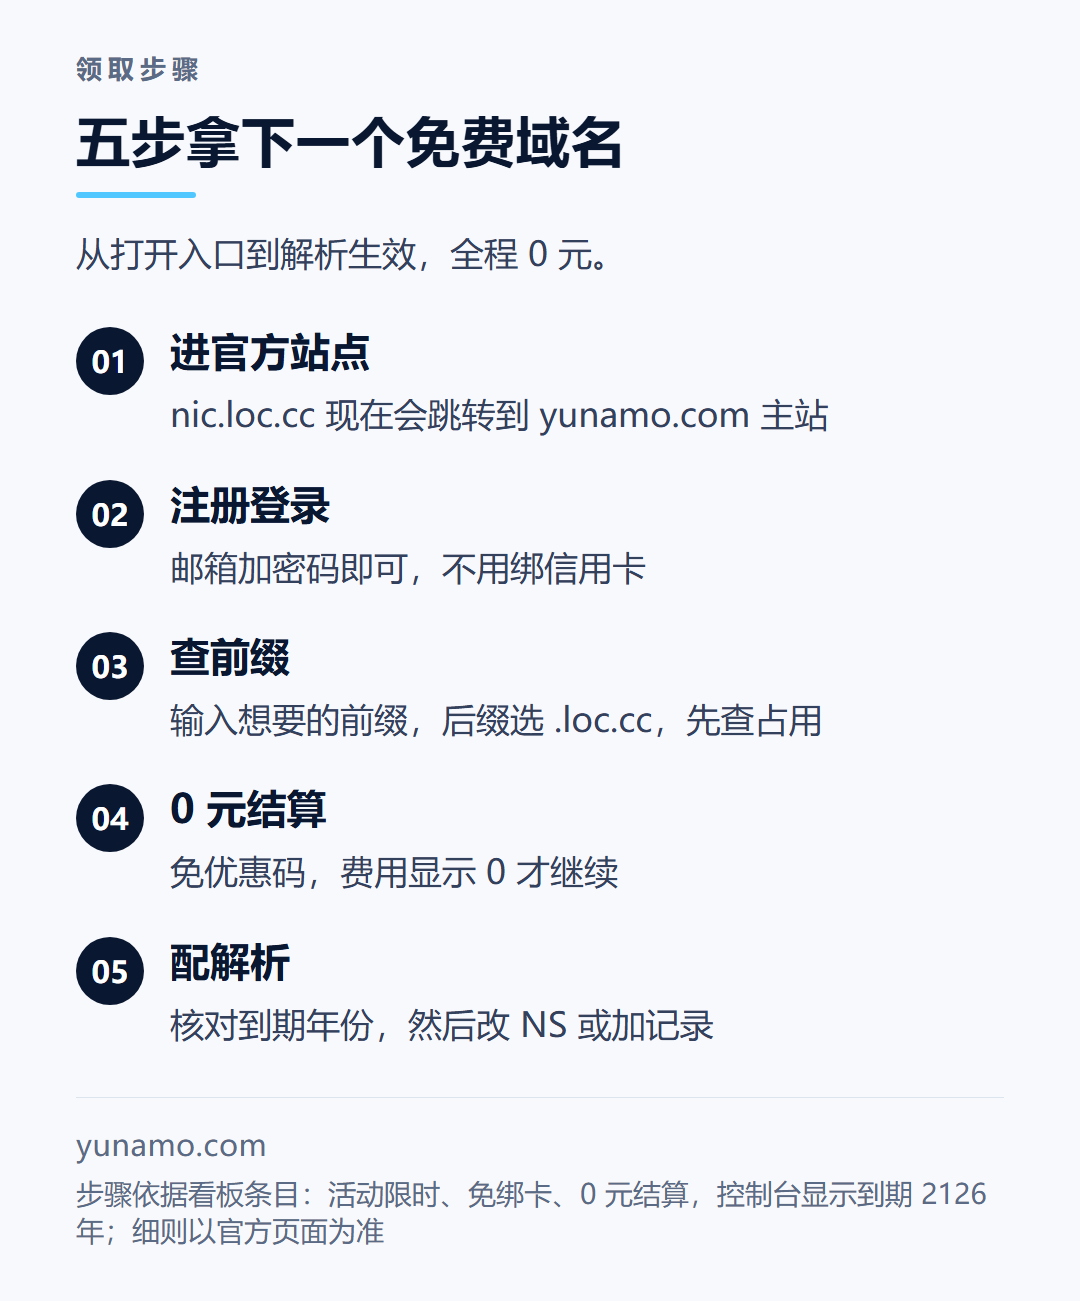 领取步骤
五步拿下一个免费域名
从打开入口到解析生效，全程 0 元。
01
进官方站点
nic.loc.cc 现在会跳转到 yunamo.com 主站
02
注册登录
邮箱加密码即可，不用绑信用卡
03
查前缀
输入想要的前缀，后缀选 .loc.cc，先查占用
04
0 元结算
免优惠码，费用显示 0 才继续
05
配解析
核对到期年份，然后改 NS 或加记录
yunamo.com
步骤依据看板条目：活动限时、免绑卡、0 元结算，控制台显示到期 2126
年；细则以官方页面为准